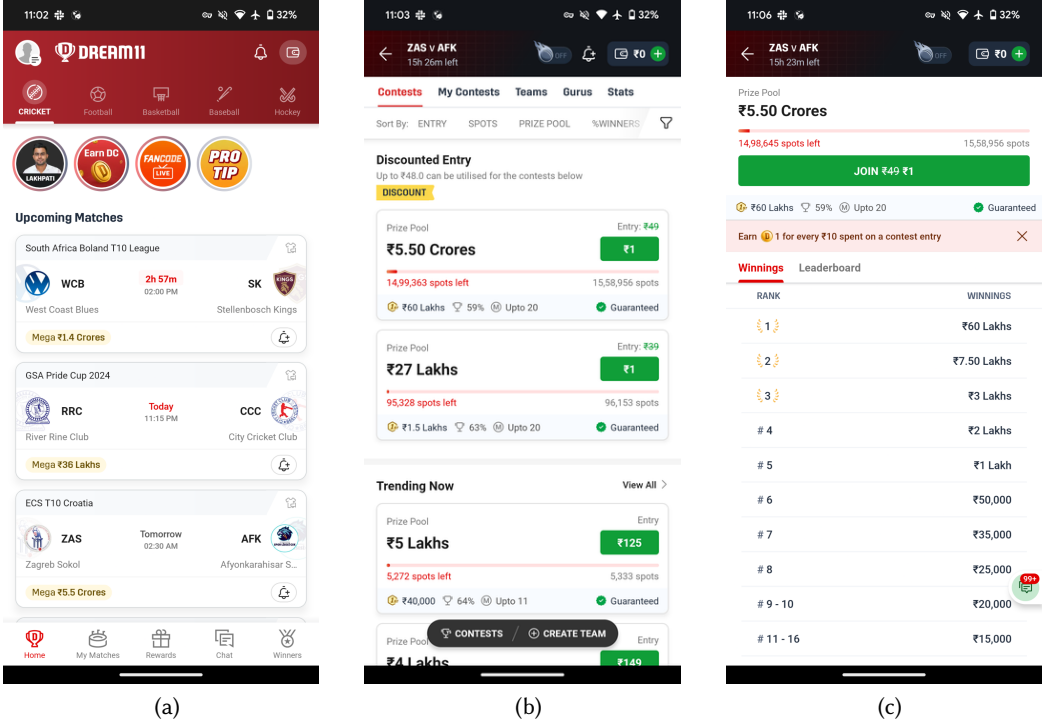 11:02
32%
DREAM11
CRICKET
Football
Basketball
Baseball
Hockey
LAKHPATI
Earn DC
FANCODE
LIVE
PRO
TIP
Upcoming Matches
South Africa Boland T10 League
WCB
2h 57m
02:00 PM
SK
KINGS
West Coast Blues
Stellenbosch Kings
Mega ₹1.4 Crores
GSA Pride Cup 2024
RRC
Today
11:15 PM
CCC
River Rine Club
City Cricket Club
Mega ₹36 Lakhs
ECS T10 Croatia
ZAS
Tomorrow
02:30 AM
AFK
Zagreb Sokol
Afyonkarahisar S...
Mega ₹5.5 Crores
Home
My Matches
Rewards
Chat
Winners
(a)
11:03
32%
ZAS v AFK
15h 26m left
OFF
₹0
Contests My Contests Teams Gurus Stats
Sort By: ENTRY SPOTS PRIZE POOL %WINNERS
Discounted Entry
Up to ₹48.0 can be utilised for the contests below
DISCOUNT
Prize Pool
Entry: ₹49
₹5.50 Crores
₹1
14,99,363 spots left
15,58,956 spots
₹60 Lakhs 59% M Upto 20 Guaranteed
Prize Pool
Entry: ₹39
₹27 Lakhs
₹1
95,328 spots left
96,153 spots
₹1.5 Lakhs 63% M Upto 20 Guaranteed
Trending Now
View All
Prize Pool
Entry
₹5 Lakhs
₹125
5,272 spots left
5,333 spots
₹40,000 64% M Upto 11 Guaranteed
Prize Pool
Entry
₹4 Lakhs
₹149
CONTESTS / CREATE TEAM
(b)
11:06
32%
ZAS v AFK
15h 23m left
OFF
₹0
Prize Pool
₹5.50 Crores
14,98,645 spots left
15,58,956 spots
JOIN ₹49 ₹1
₹60 Lakhs 59% M Upto 20 Guaranteed
Earn D 1 for every ₹10 spent on a contest entry
Winnings Leaderboard
RANK WINNINGS
1 ₹60 Lakhs
2 ₹7.50 Lakhs
3 ₹3 Lakhs
# 4 ₹2 Lakhs
# 5 ₹1 Lakh
# 6 ₹50,000
# 7 ₹35,000
# 8 ₹25,000
99+
# 9 - 10 ₹20,000
# 11 - 16 ₹15,000
(c)